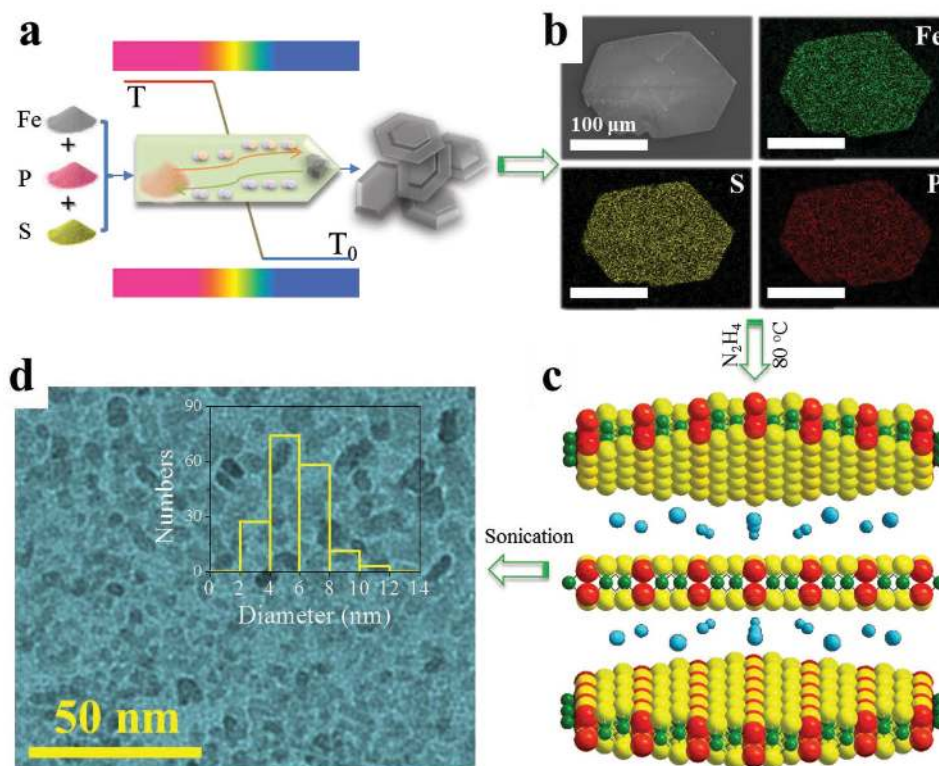 a
T
Fe
+
P
+
S
T₀
b
Fe
100 μm
S
P
N₂H₄
80 °C
c
d
90
60
30
0
Numbers
0 2 4 6 8 10 12 14
Diameter (nm)
50 nm
Sonication